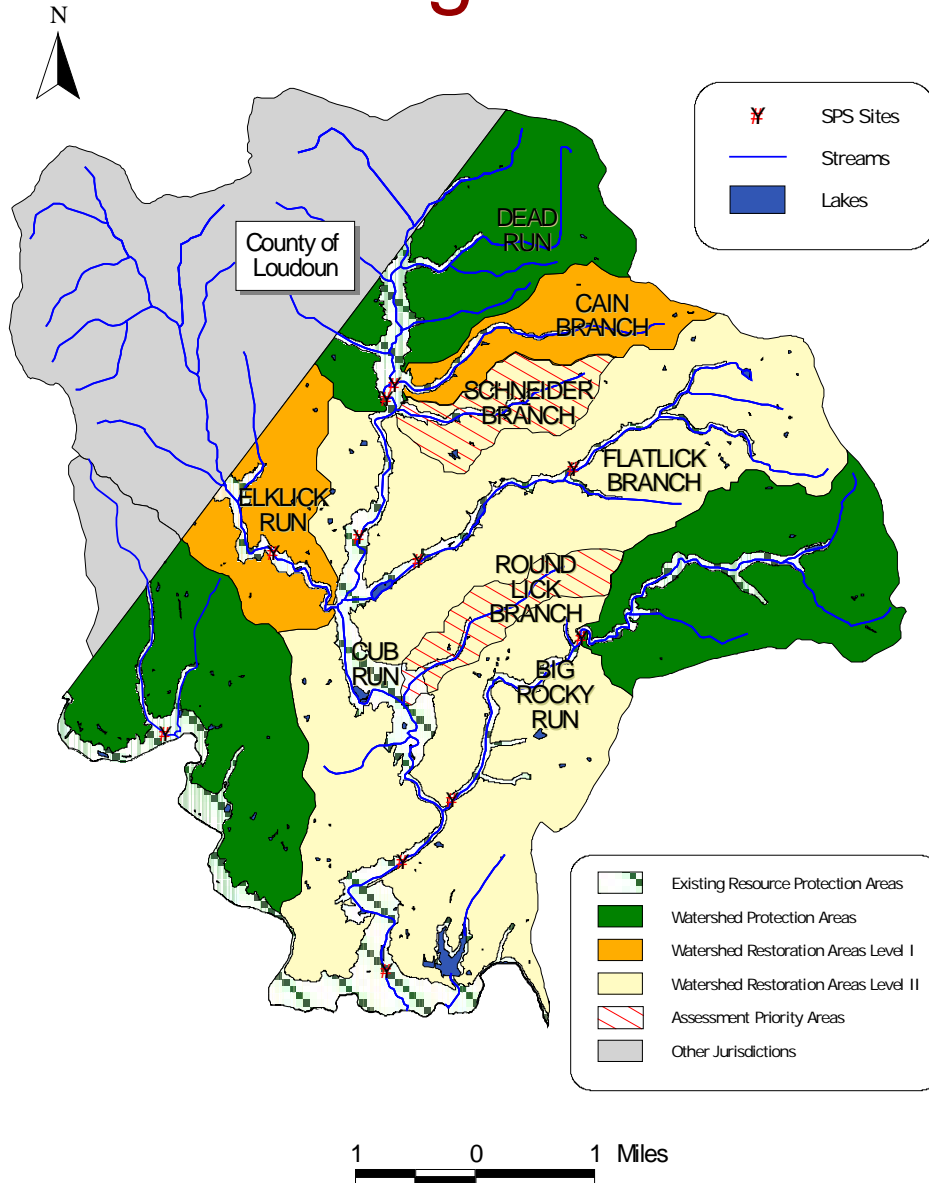 N
SPS Sites
Streams
Lakes
County of
Loudoun
DEAD
RUN
CAIN
BRANCH
SCHNEIDER
BRANCH
FLATLICK
BRANCH
ELKLICK
RUN
ROUND
LICK
BRANCH
CUB
RUN
BIG
ROCKY
RUN
Existing Resource Protection Areas
Watershed Protection Areas
Watershed Restoration Areas Level I
Watershed Restoration Areas Level II
Assessment Priority Areas
Other Jurisdictions
1 0 1 Miles